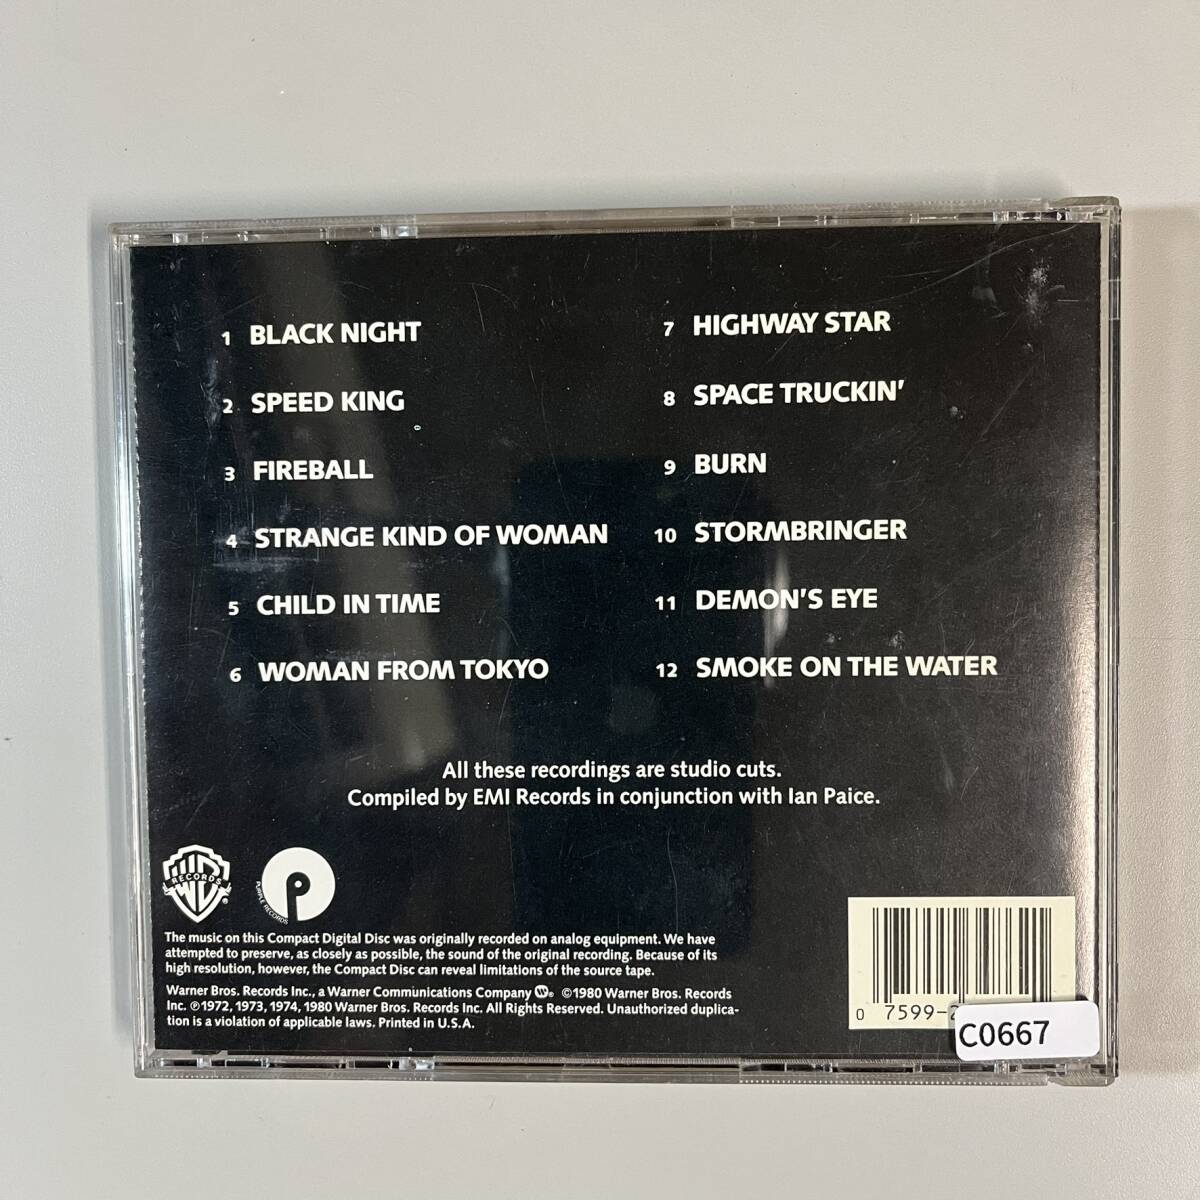 1 BLACK NIGHT
2 SPEED KING
3 FIREBALL
4 STRANGE KIND OF WOMAN
5 CHILD IN TIME
6 WOMAN FROM TOKYO
7 HIGHWAY STAR
8 SPACE TRUCKIN'
9 BURN
10 STORMBRINGER
11 DEMON'S EYE
12 SMOKE ON THE WATER
All these recordings are studio cuts.
Compiled by EMI Records in conjunction with Ian Paice.
WB
RECORDS
P
PURPLE RECORDS
The music on this Compact Digital Disc was originally recorded on analog equipment. We have
attempted to preserve, as closely as possible, the sound of the original recording. Because of its
high resolution, however, the Compact Disc can reveal limitations of the source tape.
Warner Bros. Records Inc., a Warner Communications Company ®. ©1980 Warner Bros. Records
Inc. ℗1972, 1973, 1974, 1980 Warner Bros. Records Inc. All Rights Reserved. Unauthorized duplica-
tion is a violation of applicable laws. Printed in U.S.A.
0 7599-2
C0667